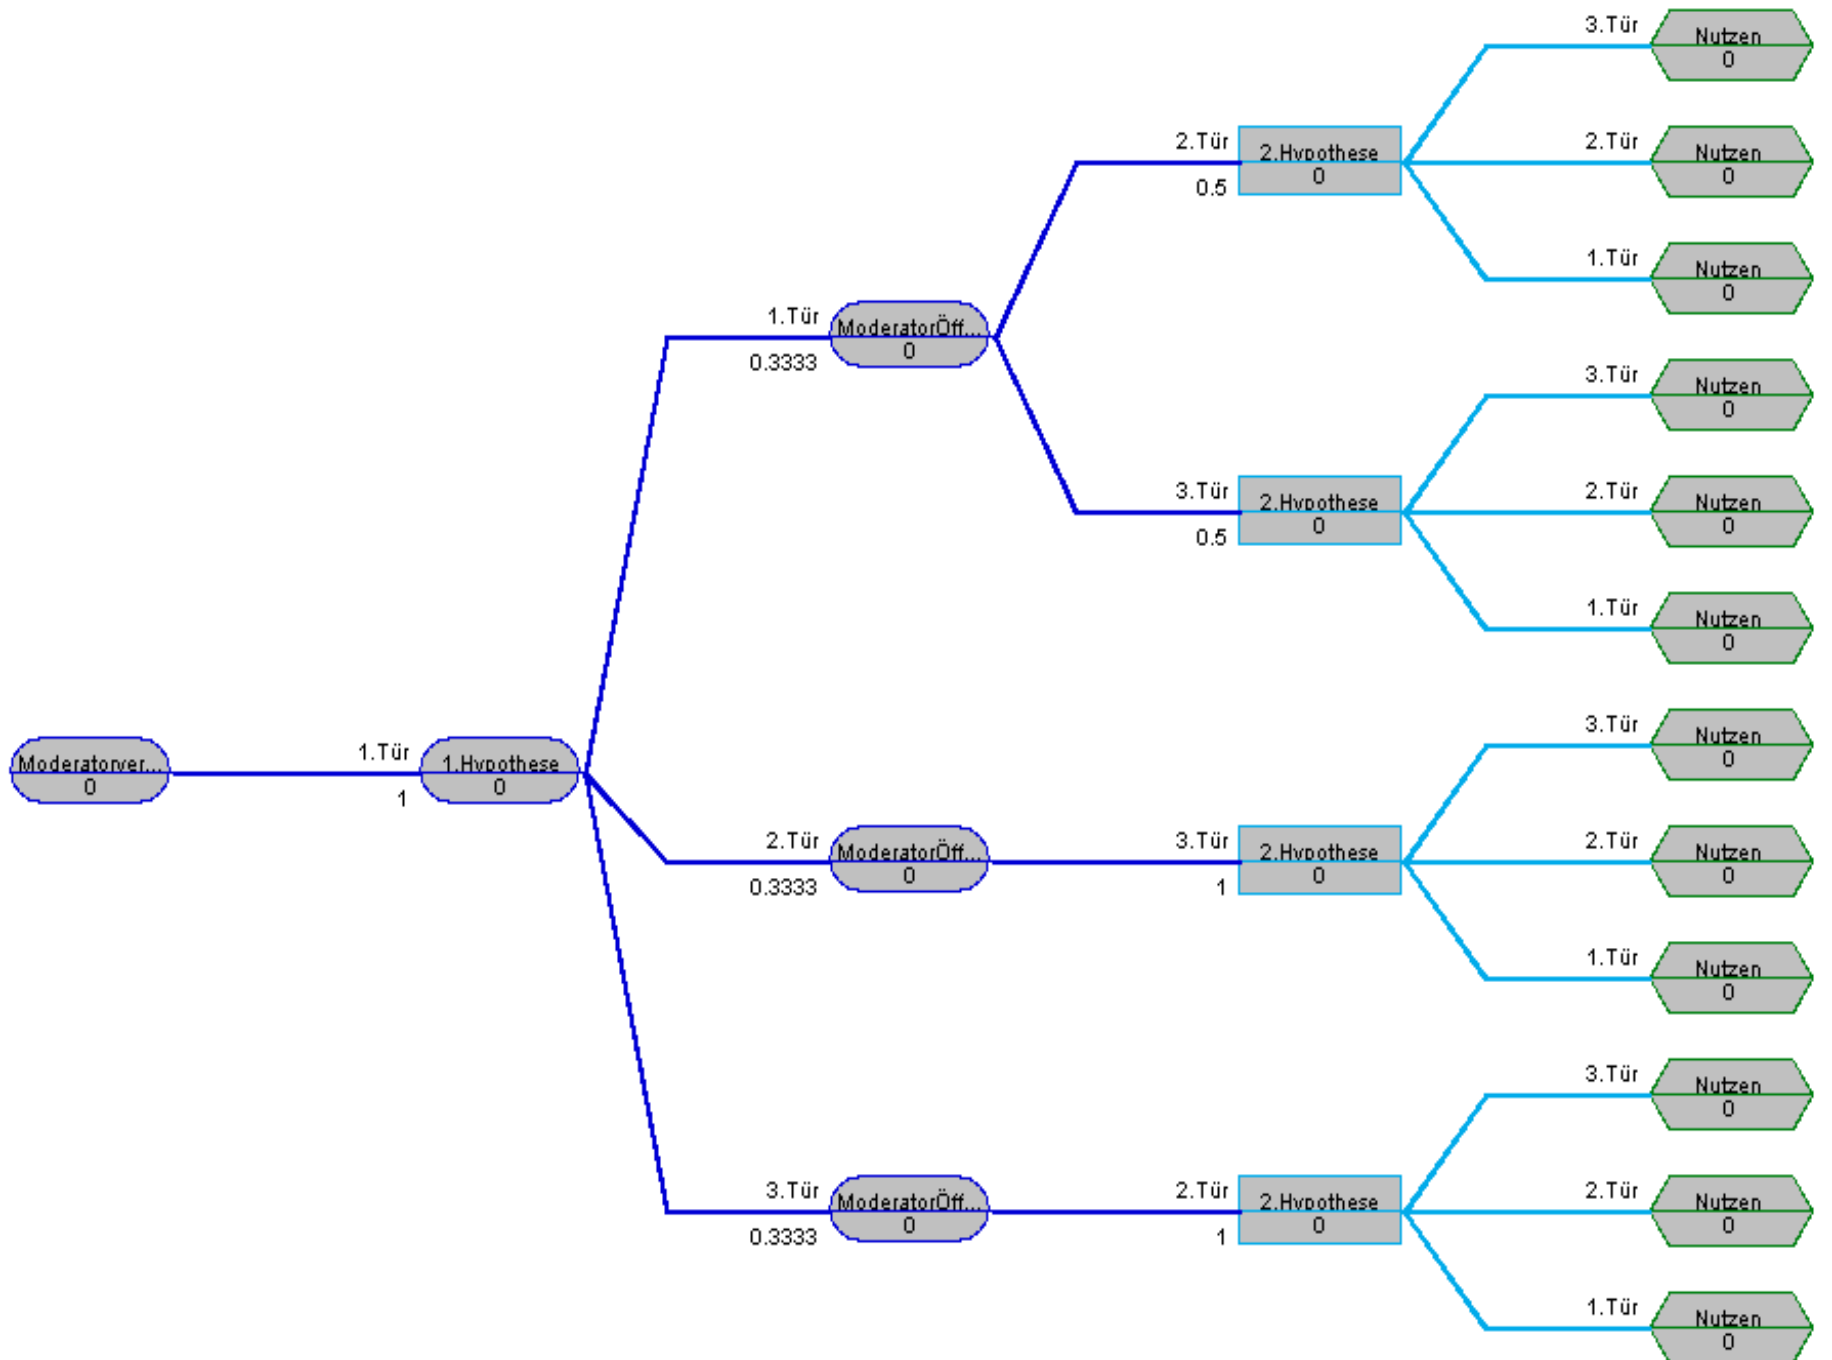 3.Tür
Nutzen
0
2.Tür
0.5
2.Hypothese
0
2.Tür
Nutzen
0
1.Tür
Nutzen
0
1.Tür
0.3333
ModeratorÖff...
0
3.Tür
Nutzen
0
3.Tür
0.5
2.Hypothese
0
2.Tür
Nutzen
0
1.Tür
Nutzen
0
Moderatorver...
0
1.Tür
1
1.Hypothese
0
3.Tür
Nutzen
0
2.Tür
0.3333
ModeratorÖff...
0
3.Tür
1
2.Hypothese
0
2.Tür
Nutzen
0
1.Tür
Nutzen
0
3.Tür
Nutzen
0
3.Tür
0.3333
ModeratorÖff...
0
2.Tür
1
2.Hypothese
0
2.Tür
Nutzen
0
1.Tür
Nutzen
0